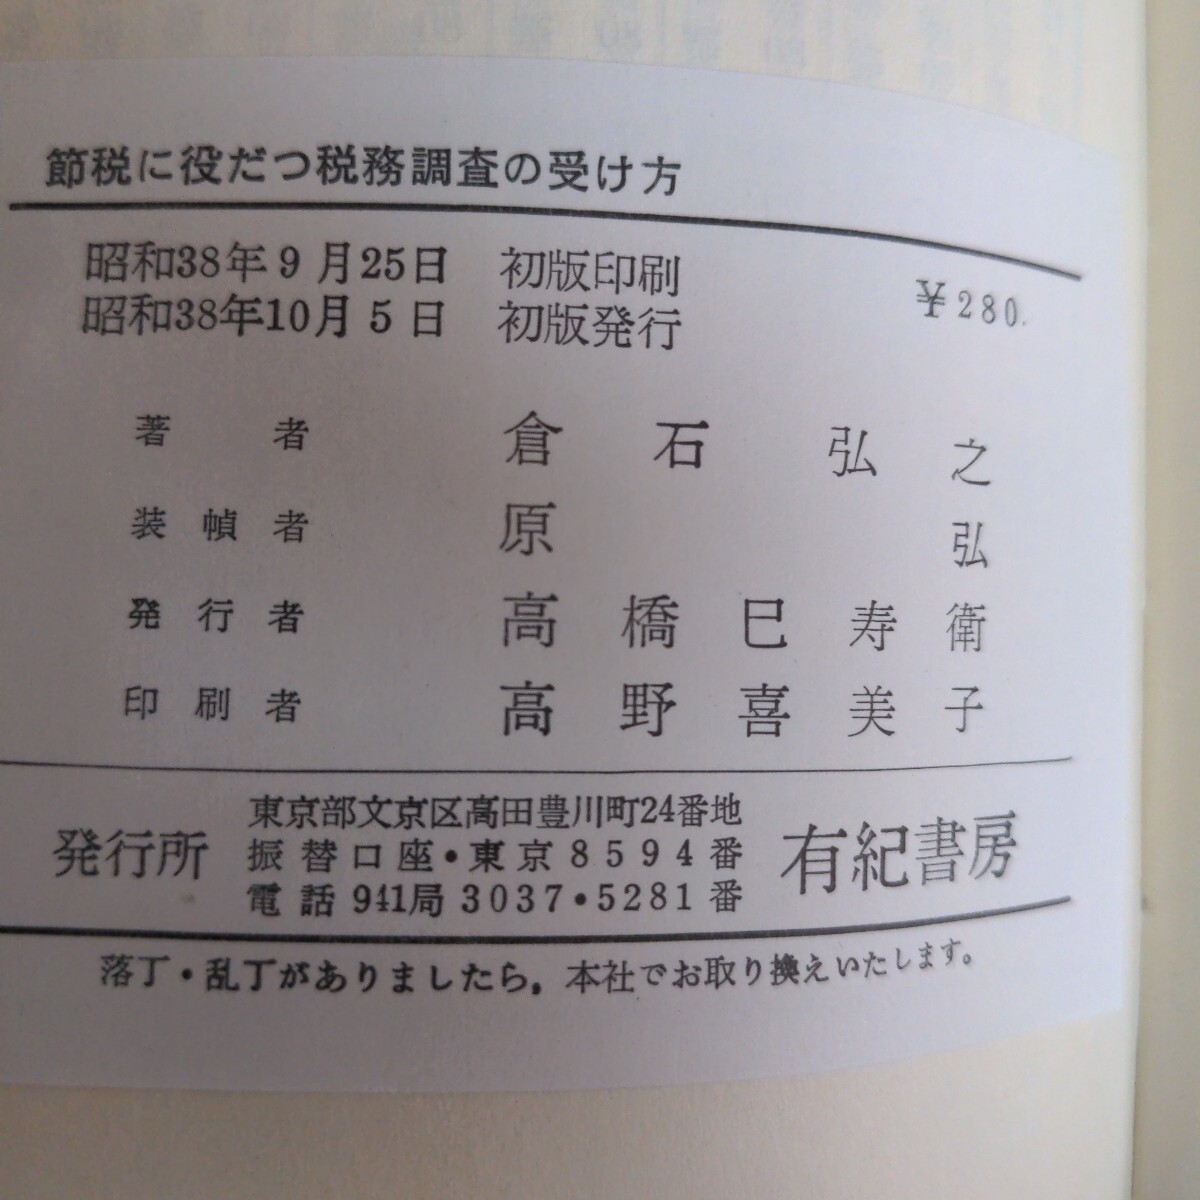 節税に役だつ税務調査の受け方
昭和38年9月25日 初版印刷
昭和38年10月5日 初版発行
¥280.
著者 倉石弘之
装幀者 原弘
発行者 高橋巳寿衛
印刷者 高野喜美子
発行所
東京部文京区高田豊川町24番地
振替口座・東京8594番
電話941局3037・5281番
有紀書房
落丁・乱丁がありましたら，本社でお取り換えいたします。